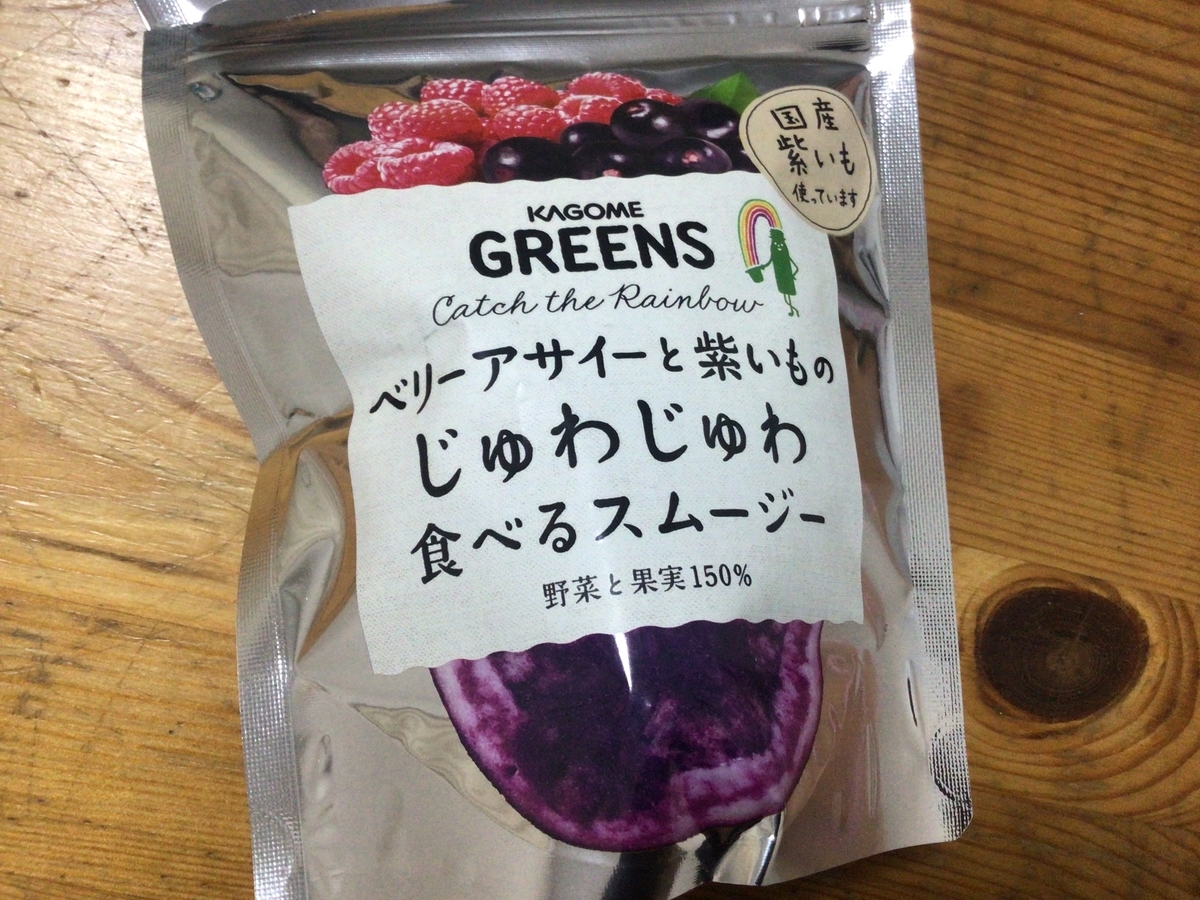 国産
紫いも
使っています
KAGOME
GREENS
Catch the Rainbow
ベリーアサイーと紫いもの
じゅわじゅわ
食べるスムージー
野菜と果実150%